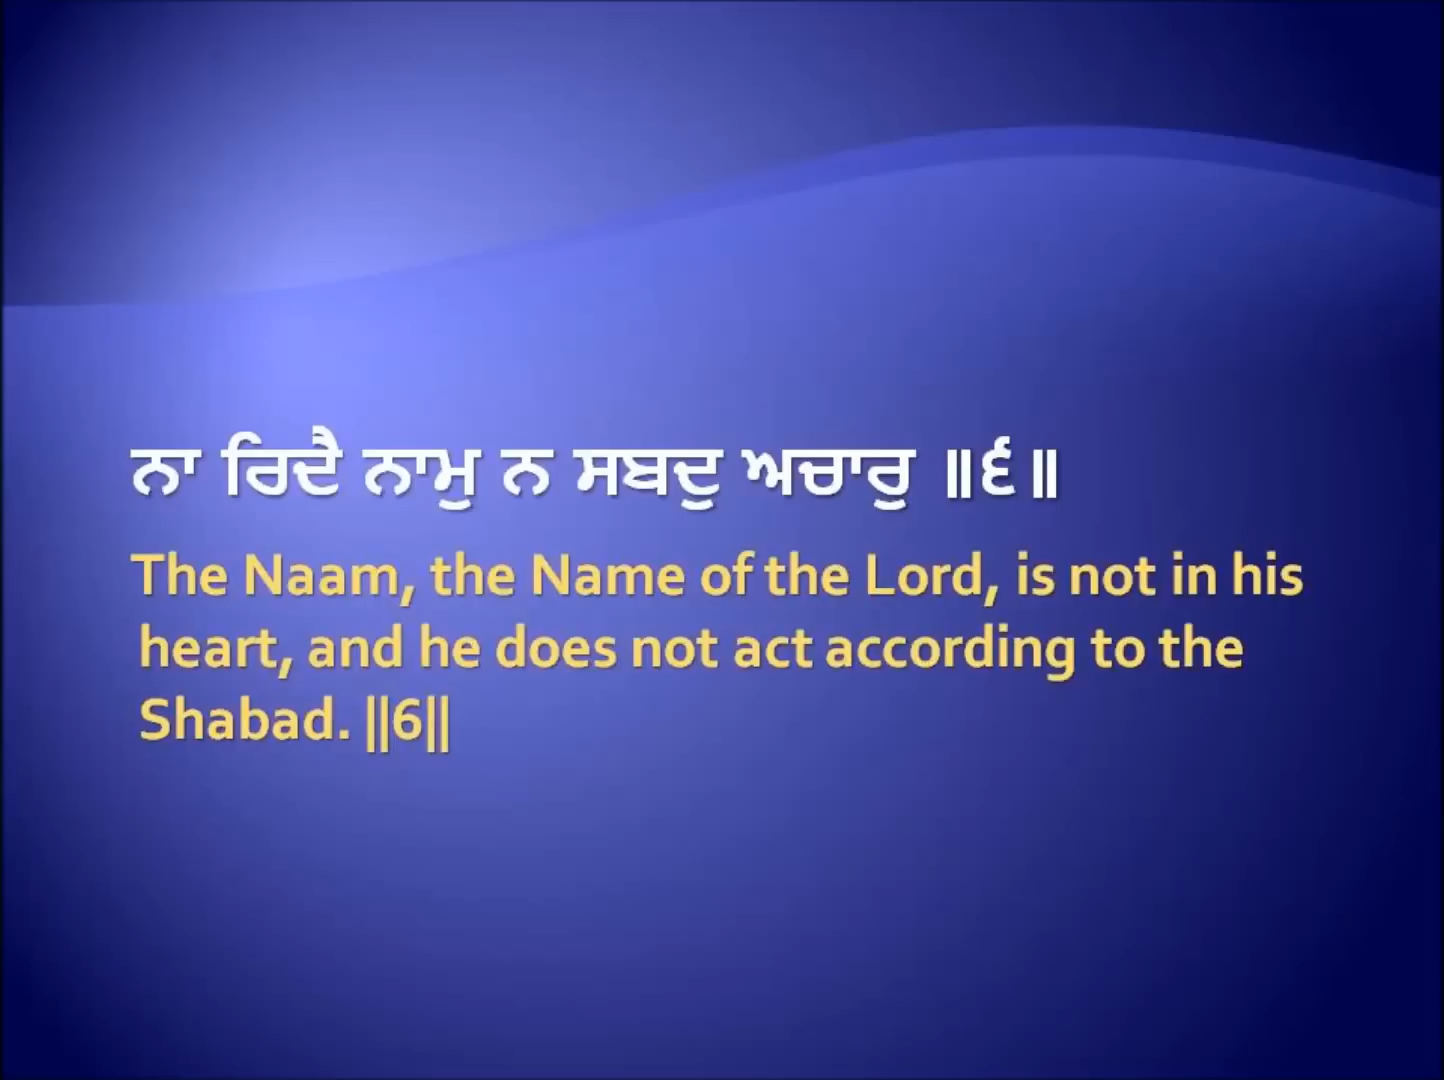 ਨਾ ਰਿਦੈ ਨਾਮੁ ਨ ਸਬਦੁ ਅਚਾਰੁ ॥੬॥
The Naam, the Name of the Lord, is not in his
heart, and he does not act according to the
Shabad. ||6||